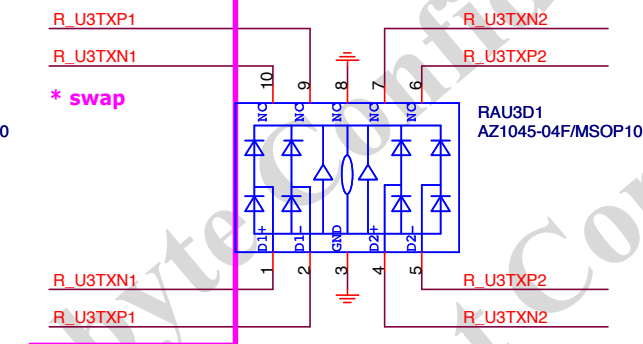 R_U3TXP1
R_U3TXN2
R_U3TXN1
R_U3TXP2
* swap
10
9
8
7
6
NC
NC
NC
NC
NC
RAU3D1
AZ1045-04F/MSOP10
0
D1+
D1-
GND
D2+
D2-
1
2
3
4
5
R_U3TXN1
R_U3TXP2
R_U3TXP1
R_U3TXN2